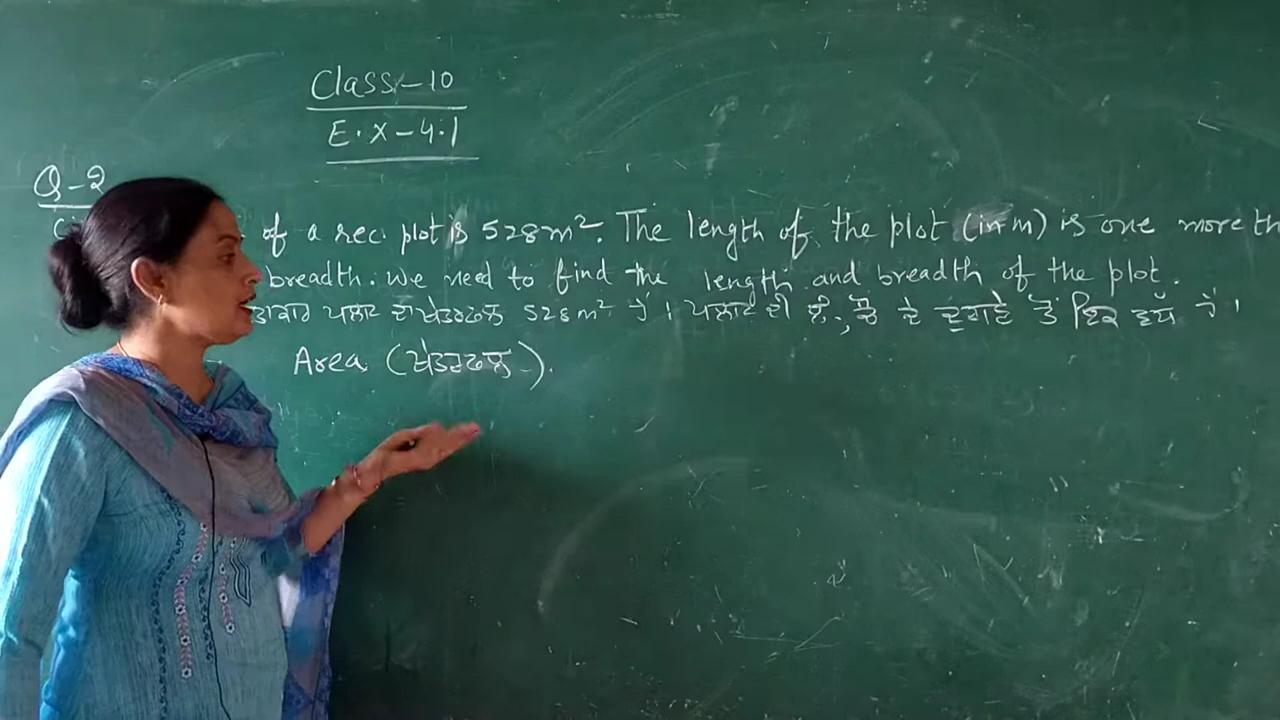 Class-10
E.x-4.1
Q-2
of a rec. plot is 528m². The length of the plot (in m) is one more th
breadth. We need to find the length and breadth of the plot.
ਤਾਕਾਰ ਪਲਾਟ ਦਾ ਖੇਤਰਫਲ 528m² ਹੈ। ਪਲਾਟ ਦੀ ਲੰ:, ਚੌ ਦੇ ਦੁਗਣੇ ਤੋਂ ਇਕ ਵੱਧ ਹੈ।
Area (ਖੇਤਰਫਲ).